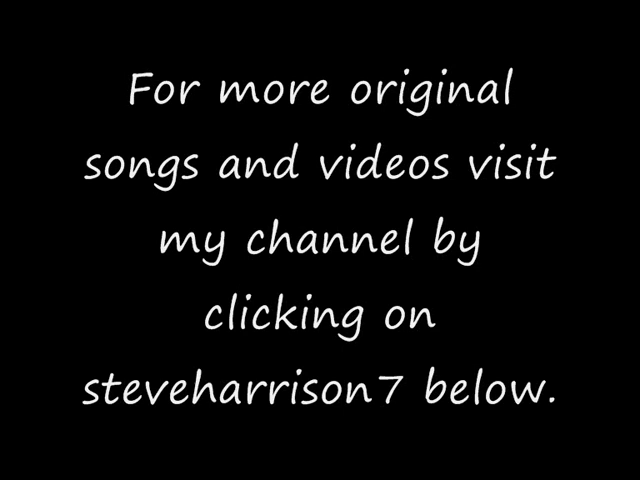 For more original
songs and videos visit
my channel by
clicking on
steveharrison7 below.